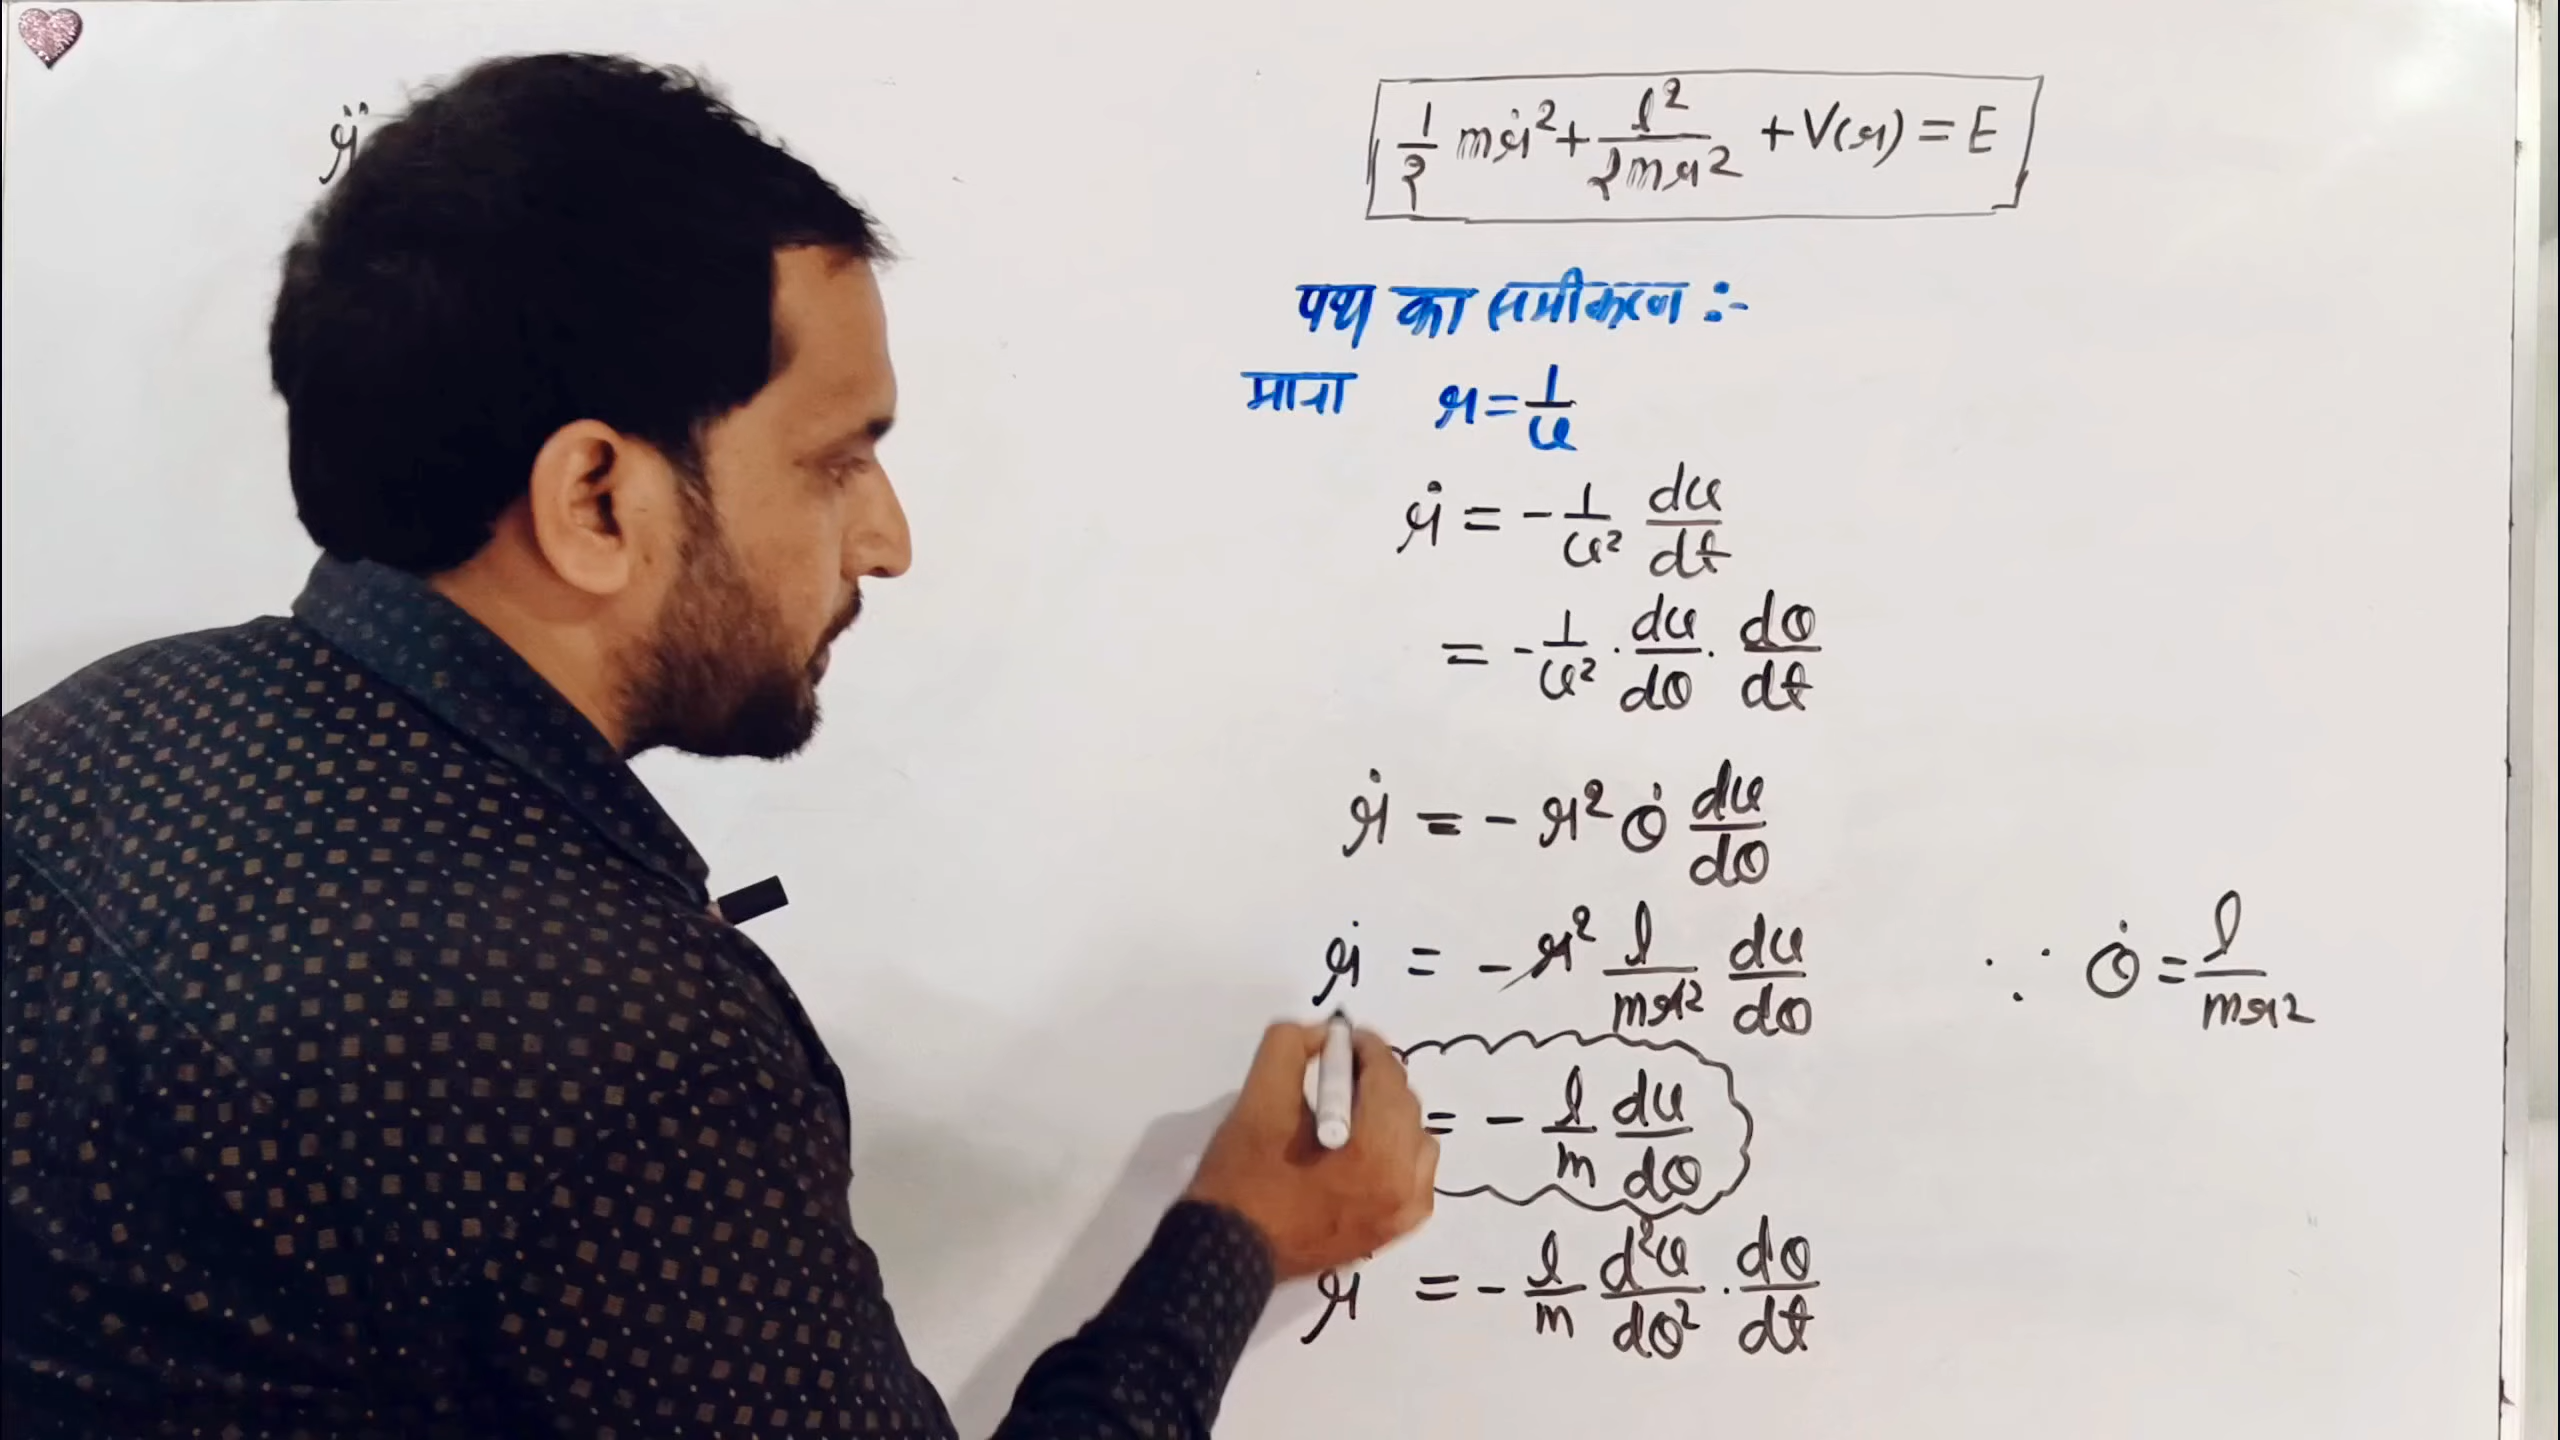 r̈
½ mṙ² + l²/2mr² + V(r) = E
पथ का समीकरण :-
माना r = 1/u
ṙ = - 1/u² du/dt
= - 1/u² · du/dθ · dθ/dt
ṙ = - r² θ̇ du/dθ
ṙ = - r² l/mr² du/dθ ∵ θ̇ = l/mr²
= - l/m du/dθ
r̈ = - l/m d²u/dθ² · dθ/dt